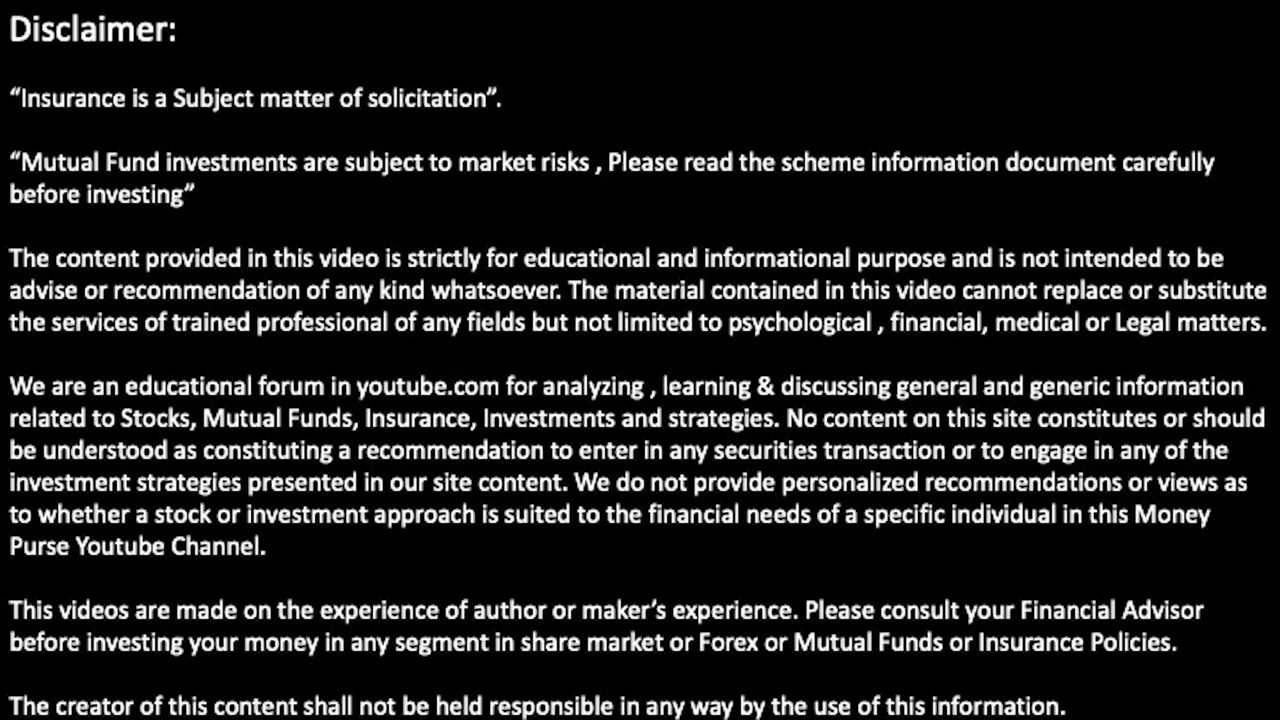 Disclaimer:
“Insurance is a Subject matter of solicitation”.
“Mutual Fund investments are subject to market risks , Please read the scheme information document carefully
before investing”
The content provided in this video is strictly for educational and informational purpose and is not intended to be
advise or recommendation of any kind whatsoever. The material contained in this video cannot replace or substitute
the services of trained professional of any fields but not limited to psychological , financial, medical or Legal matters.
We are an educational forum in youtube.com for analyzing , learning & discussing general and generic information
related to Stocks, Mutual Funds, Insurance, Investments and strategies. No content on this site constitutes or should
be understood as constituting a recommendation to enter in any securities transaction or to engage in any of the
investment strategies presented in our site content. We do not provide personalized recommendations or views as
to whether a stock or investment approach is suited to the financial needs of a specific individual in this Money
Purse Youtube Channel.
This videos are made on the experience of author or maker’s experience. Please consult your Financial Advisor
before investing your money in any segment in share market or Forex or Mutual Funds or Insurance Policies.
The creator of this content shall not be held responsible in any way by the use of this information.